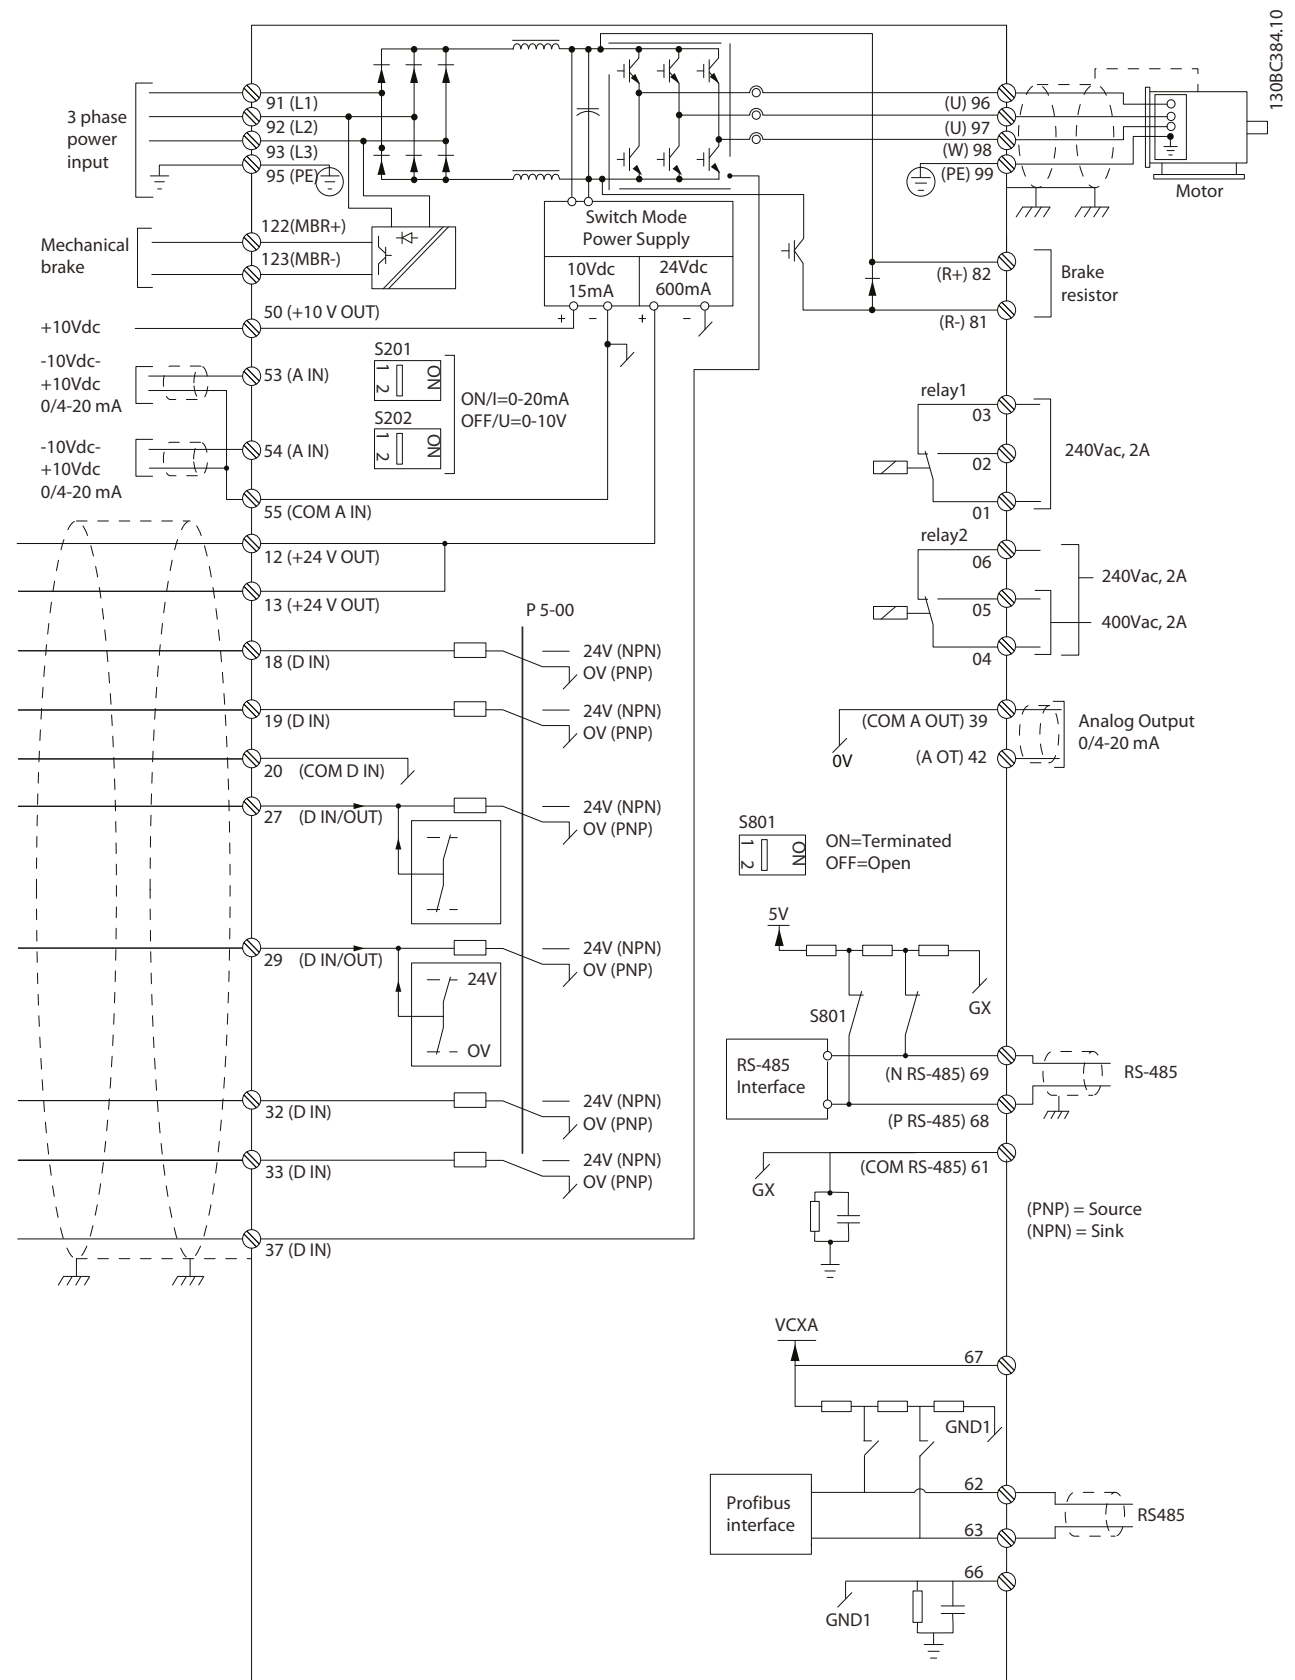 130BC384.10
3 phase
power
input
91 (L1)
92 (L2)
93 (L3)
95 (PE)
(U) 96
(U) 97
(W) 98
(PE) 99
Motor
Switch Mode
Power Supply
10Vdc
15mA
24Vdc
600mA
+
−
+
−
Mechanical
brake
122(MBR+)
123(MBR-)
(R+) 82
(R-) 81
Brake
resistor
+10Vdc
50 (+10 V OUT)
-10Vdc-
+10Vdc
0/4-20 mA
53 (A IN)
S201
1
2
ON
S202
1
2
ON
ON/I=0-20mA
OFF/U=0-10V
-10Vdc-
+10Vdc
0/4-20 mA
54 (A IN)
55 (COM A IN)
relay1
03
02
01
240Vac, 2A
relay2
06
05
04
240Vac, 2A
400Vac, 2A
12 (+24 V OUT)
13 (+24 V OUT)
P 5-00
18 (D IN)
24V (NPN)
OV (PNP)
19 (D IN)
24V (NPN)
OV (PNP)
20 (COM D IN)
27 (D IN/OUT)
24V (NPN)
OV (PNP)
29 (D IN/OUT)
24V
OV
24V (NPN)
OV (PNP)
32 (D IN)
24V (NPN)
OV (PNP)
33 (D IN)
24V (NPN)
OV (PNP)
37 (D IN)
(COM A OUT) 39
0V
(A OT) 42
Analog Output
0/4-20 mA
S801
1
2
ON
ON=Terminated
OFF=Open
5V
GX
S801
RS-485
Interface
(N RS-485) 69
(P RS-485) 68
RS-485
(COM RS-485) 61
GX
(PNP) = Source
(NPN) = Sink
VCXA
67
GND1
Profibus
interface
62
63
RS485
66
GND1